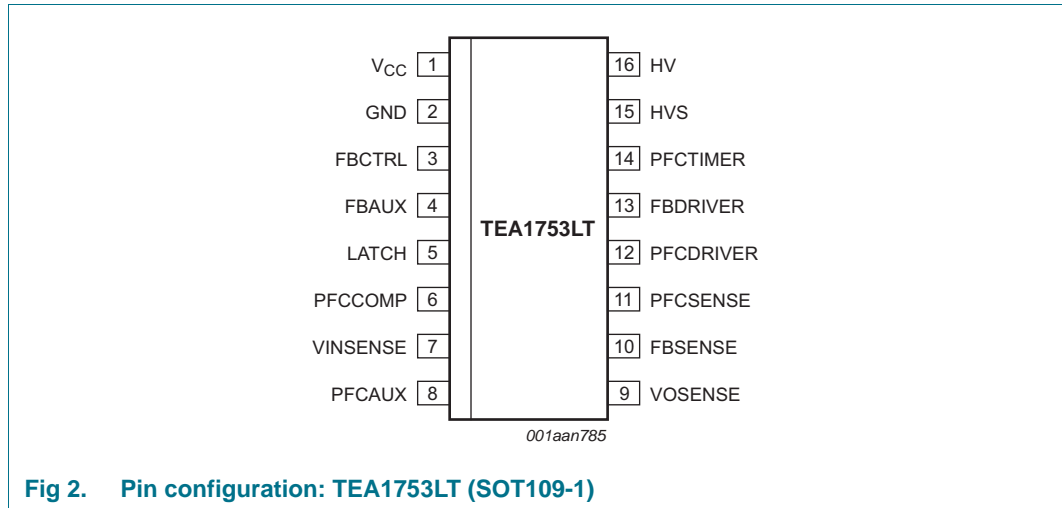 VCC 1 16 HV
GND 2 15 HVS
FBCTRL 3 14 PFCTIMER
FBAUX 4 13 FBDRIVER
TEA1753LT
LATCH 5 12 PFCDRIVER
PFCCOMP 6 11 PFCSENSE
VINSENSE 7 10 FBSENSE
PFCAUX 8 9 VOSENSE
001aan785
Fig 2. Pin configuration: TEA1753LT (SOT109-1)